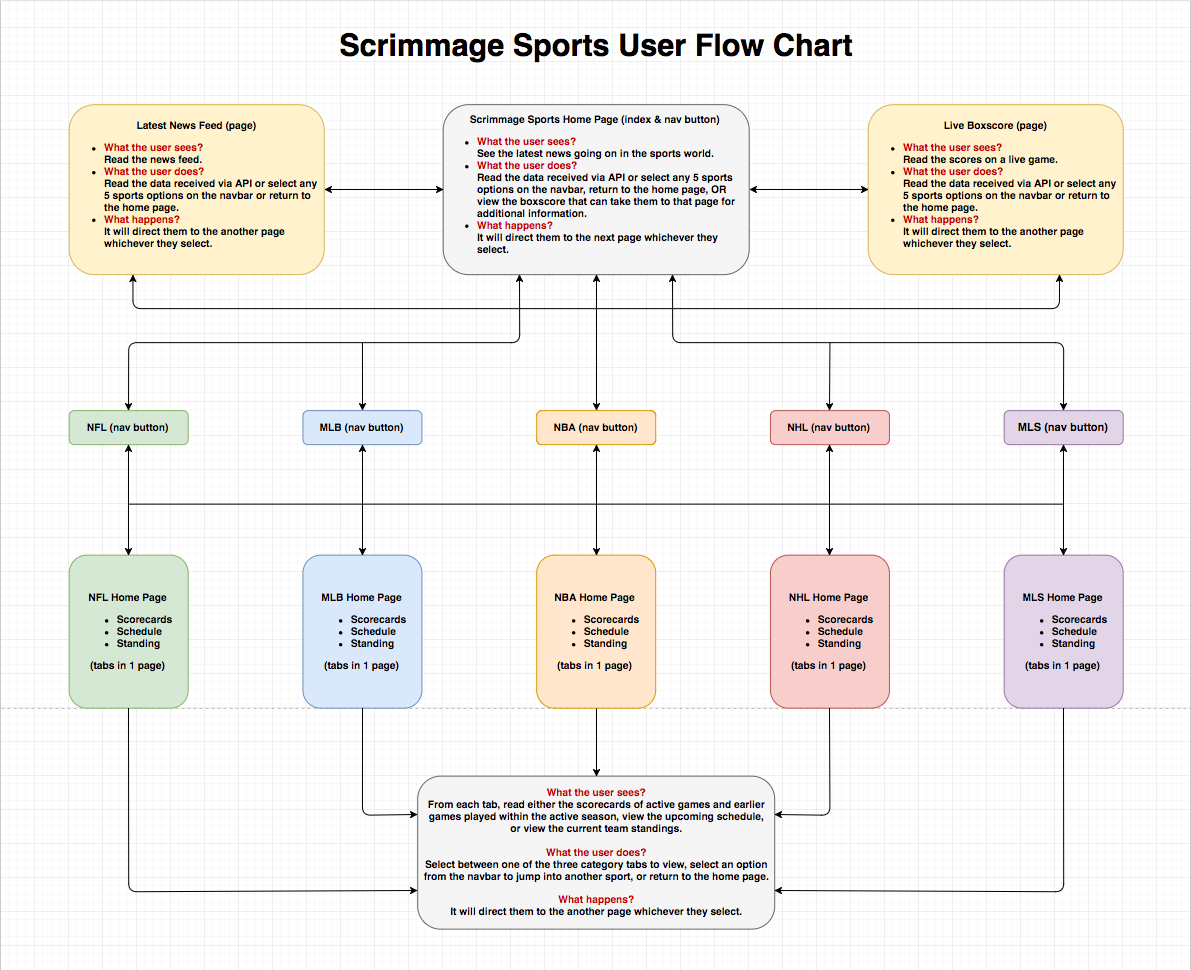 Scrimmage Sports User Flow Chart
Latest News Feed (page)
• What the user sees?
Read the news feed.
• What the user does?
Read the data received via API or select any
5 sports options on the navbar or return to
the home page.
• What happens?
It will direct them to the another page
whichever they select.
Scrimmage Sports Home Page (index & nav button)
• What the user sees?
See the latest news going on in the sports world.
• What the user does?
Read the data received via API or select any 5 sports
options on the navbar, return to the home page, OR
view the boxscore that can take them to that page for
additional information.
• What happens?
It will direct them to the next page whichever they
select.
Live Boxscore (page)
• What the user sees?
Read the scores on a live game.
• What the user does?
Read the data received via API or select any
5 sports options on the navbar or return to
the home page.
• What happens?
It will direct them to the another page
whichever they select.
NFL (nav button)
MLB (nav button)
NBA (nav button)
NHL (nav button)
MLS (nav button)
NFL Home Page
• Scorecards
• Schedule
• Standing
(tabs in 1 page)
MLB Home Page
• Scorecards
• Schedule
• Standing
(tabs in 1 page)
NBA Home Page
• Scorecards
• Schedule
• Standing
(tabs in 1 page)
NHL Home Page
• Scorecards
• Schedule
• Standing
(tabs in 1 page)
MLS Home Page
• Scorecards
• Schedule
• Standing
(tabs in 1 page)
What the user sees?
From each tab, read either the scorecards of active games and earlier
games played within the active season, view the upcoming schedule,
or view the current team standings.
What the user does?
Select between one of the three category tabs to view, select an option
from the navbar to jump into another sport, or return to the home page.
What happens?
It will direct them to the another page whichever they select.